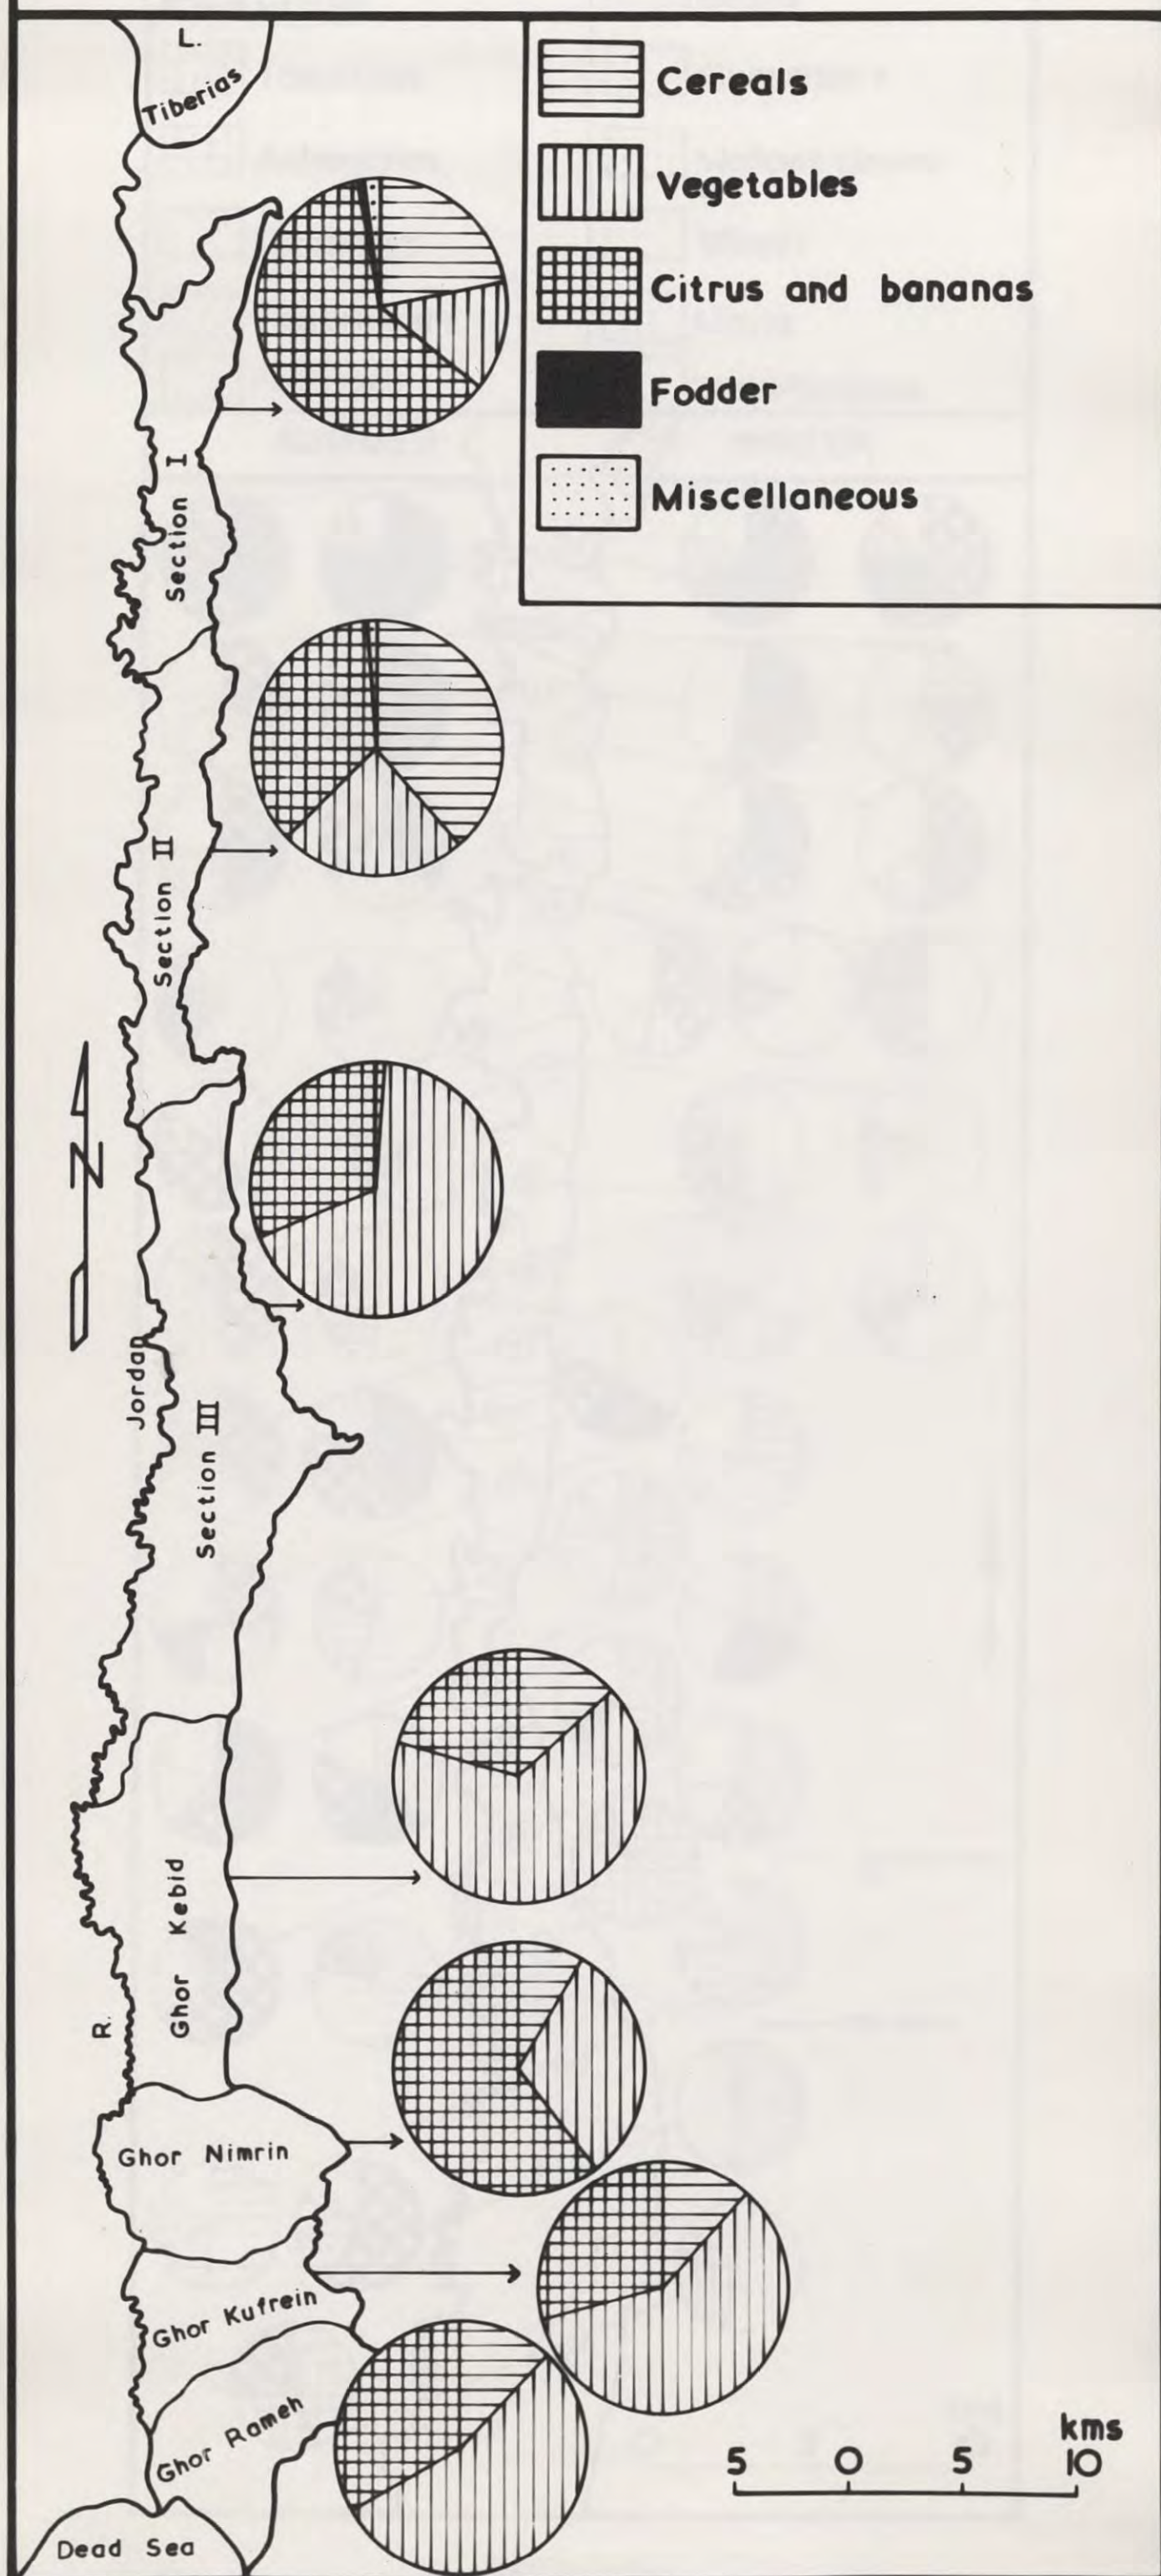 L.
Tiberias
Cereals
Vegetables
Citrus and bananas
Fodder
Miscellaneous
Section I
Section II
N
Jordan
Section III
Ghor Kebid
R.
Ghor Nimrin
Ghor Kufrein
Ghor Rameh
Dead Sea
kms
5 0 5 10